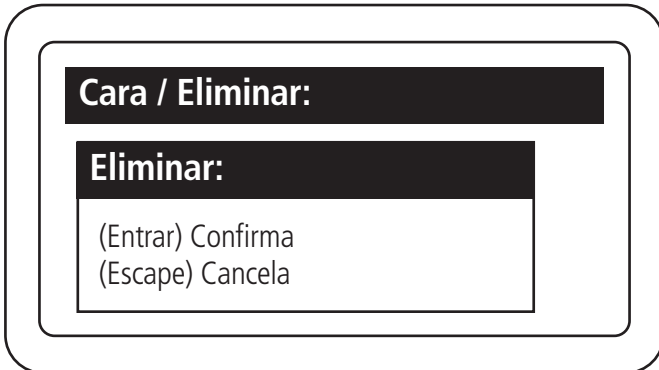 Cara / Eliminar:
Eliminar:
(Entrar) Confirma
(Escape) Cancela